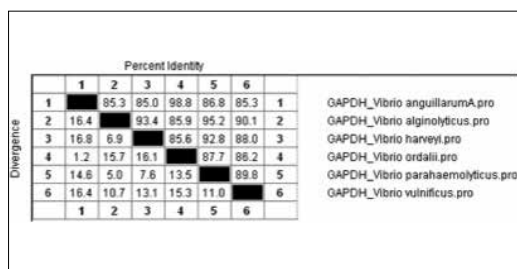 Percent Identity
1 2 3 4 5 6
1 85.3 85.0 98.8 86.8 85.3 1 GAPDH_Vibrio anguillarumA.pro
2 16.4 93.4 85.9 95.2 90.1 2 GAPDH_Vibrio alginolyticus.pro
3 16.8 6.9 85.6 92.8 88.0 3 GAPDH_Vibrio harveyi.pro
4 1.2 15.7 16.1 87.7 86.2 4 GAPDH_Vibrio ordalii.pro
5 14.6 5.0 7.6 13.5 89.8 5 GAPDH_Vibrio parahaemolyticus.pro
6 16.4 10.7 13.1 15.3 11.0 6 GAPDH_Vibrio vulnificus.pro
1 2 3 4 5 6
Divergence